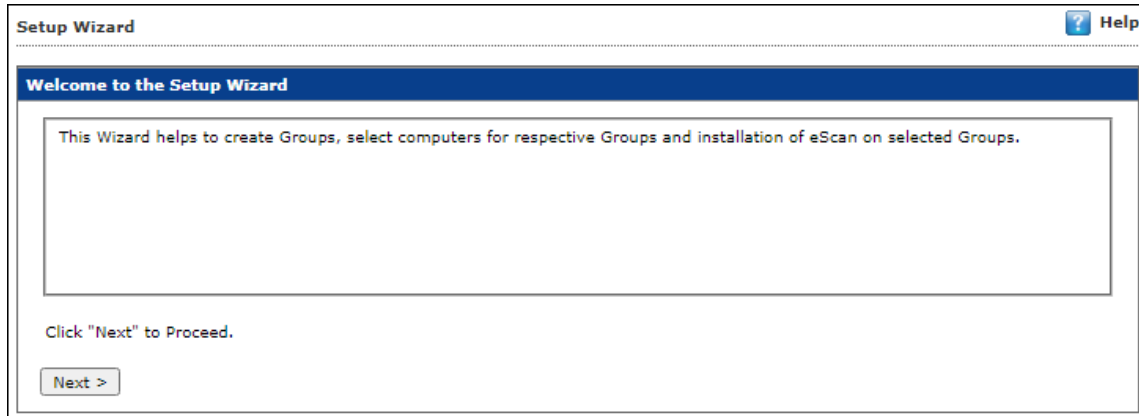 Setup Wizard
Help
Welcome to the Setup Wizard
This Wizard helps to create Groups, select computers for respective Groups and installation of eScan on selected Groups.
Click "Next" to Proceed.
Next >